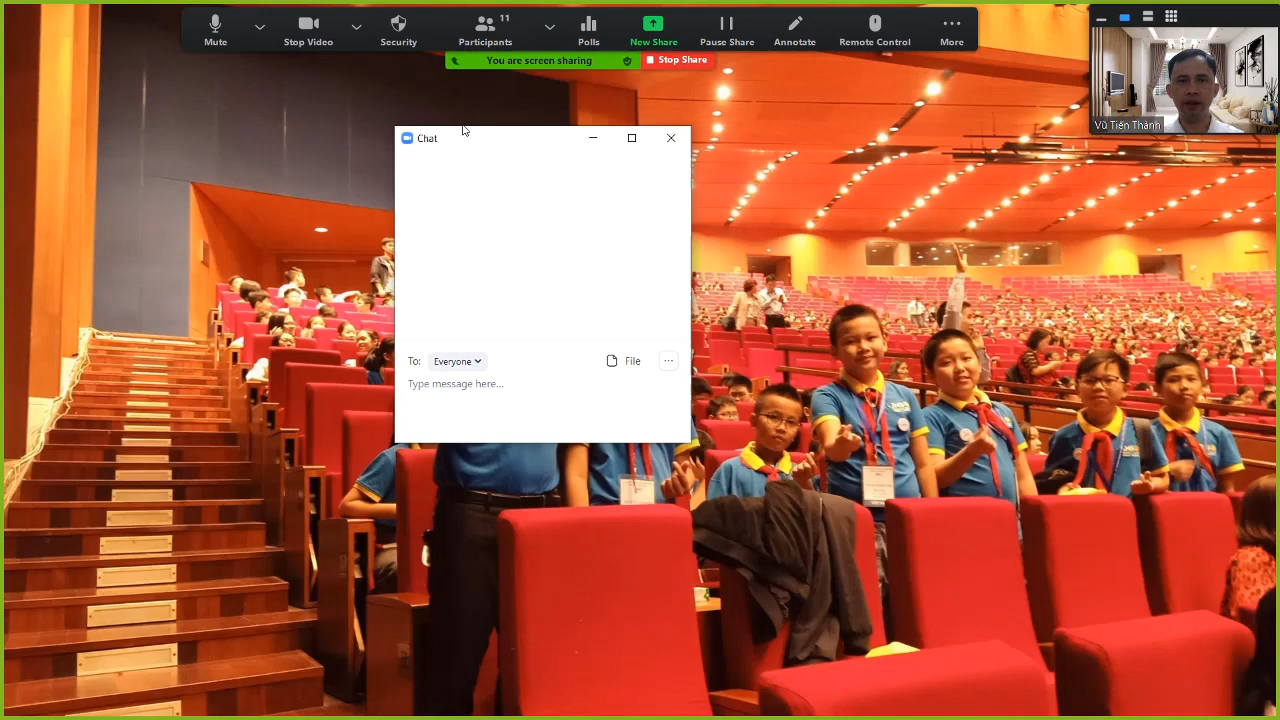 11
Mute
Stop Video
Security
Participants
Polls
New Share
Pause Share
Annotate
Remote Control
More
You are screen sharing
Stop Share
Vũ Tiến Thành
Chat
To:
Everyone
File
Type message here...